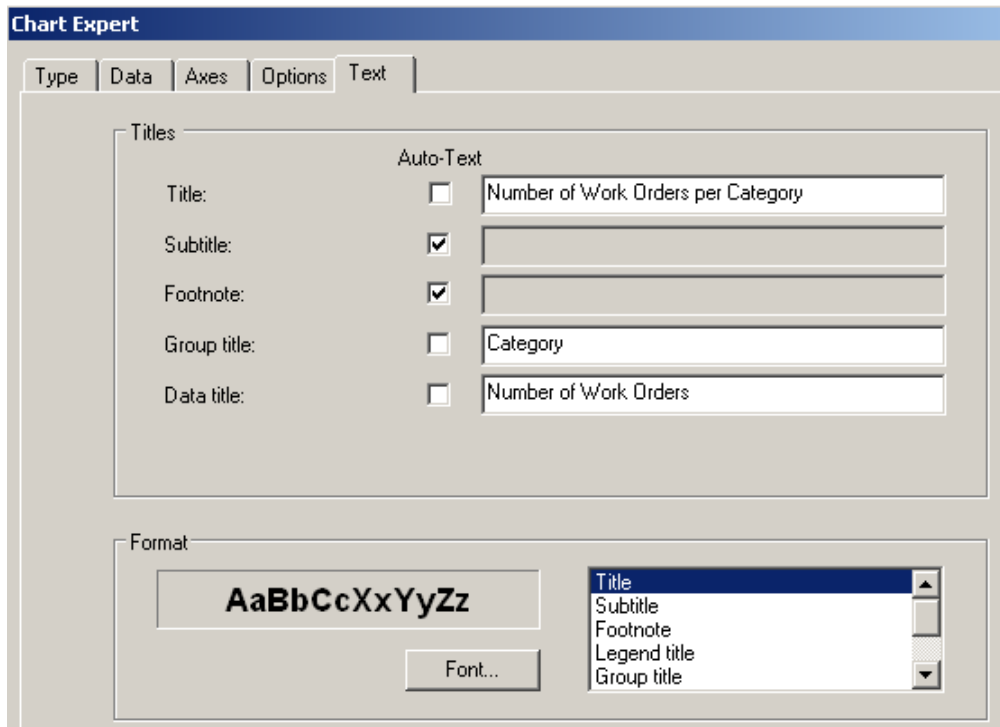 Chart Expert
Type Data Axes Options Text
Titles
Auto-Text
Title: Number of Work Orders per Category
Subtitle:
Footnote:
Group title: Category
Data title: Number of Work Orders
Format
AaBbCcXxYyZz
Font...
Title
Subtitle
Footnote
Legend title
Group title